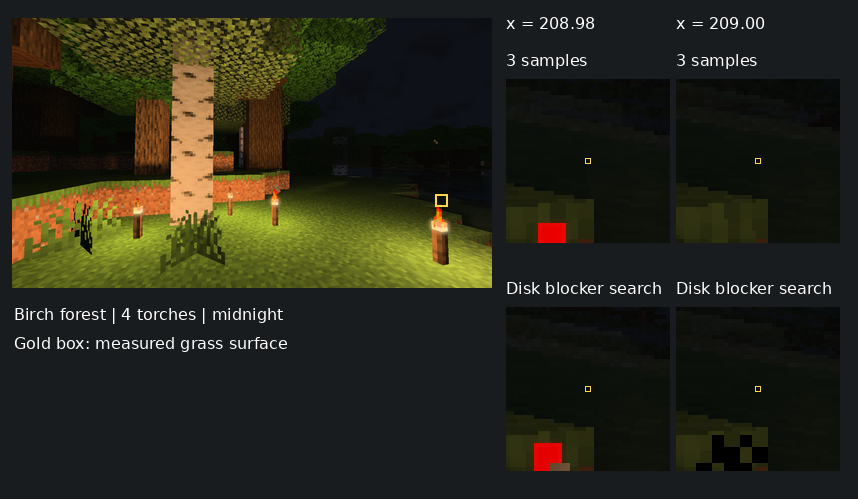 x = 208.98
x = 209.00
3 samples
3 samples
Disk blocker search
Disk blocker search
Birch forest | 4 torches | midnight
Gold box: measured grass surface